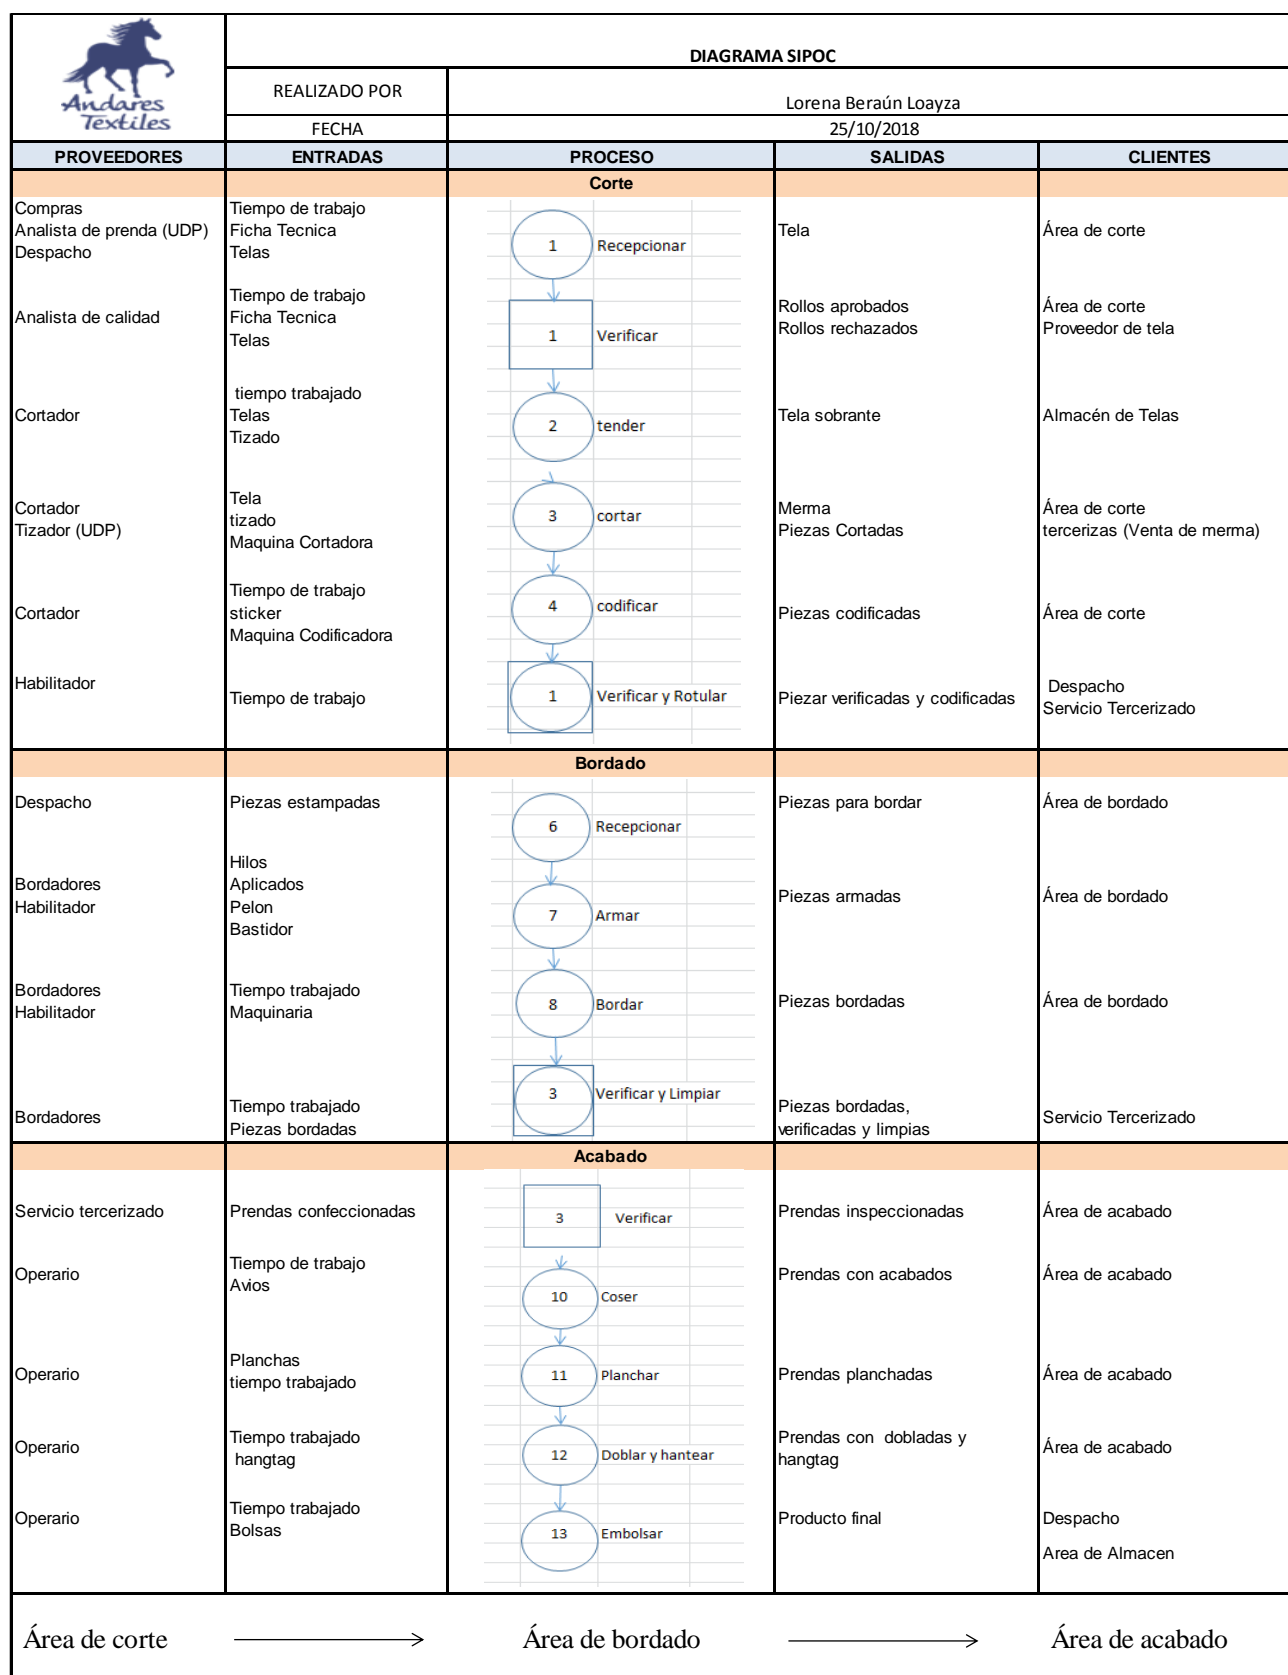 Andares
Textiles
DIAGRAMA SIPOC
REALIZADO POR
Lorena Beraún Loayza
FECHA
25/10/2018
PROVEEDORES ENTRADAS PROCESO SALIDAS CLIENTES
Corte
Compras
Analista de prenda (UDP)
Despacho
Tiempo de trabajo
Ficha Tecnica
Telas
1 Recepcionar
Tela
Área de corte
Analista de calidad
Tiempo de trabajo
Ficha Tecnica
Telas
1 Verificar
Rollos aprobados
Rollos rechazados
Área de corte
Proveedor de tela
Cortador
tiempo trabajado
Telas
Tizado
2 tender
Tela sobrante
Almacén de Telas
Cortador
Tizador (UDP)
Tela
tizado
Maquina Cortadora
3 cortar
Merma
Piezas Cortadas
Área de corte
tercerizas (Venta de merma)
Cortador
Tiempo de trabajo
sticker
Maquina Codificadora
4 codificar
Piezas codificadas
Área de corte
Habilitador
Tiempo de trabajo
1 Verificar y Rotular
Piezar verificadas y codificadas
Despacho
Servicio Tercerizado
Bordado
Despacho
Piezas estampadas
6 Recepcionar
Piezas para bordar
Área de bordado
Bordadores
Habilitador
Hilos
Aplicados
Pelon
Bastidor
7 Armar
Piezas armadas
Área de bordado
Bordadores
Habilitador
Tiempo trabajado
Maquinaria
8 Bordar
Piezas bordadas
Área de bordado
Bordadores
Tiempo trabajado
Piezas bordadas
3 Verificar y Limpiar
Piezas bordadas,
verificadas y limpias
Servicio Tercerizado
Acabado
Servicio tercerizado
Prendas confeccionadas
3 Verificar
Prendas inspeccionadas
Área de acabado
Operario
Tiempo de trabajo
Avios
10 Coser
Prendas con acabados
Área de acabado
Operario
Planchas
tiempo trabajado
11 Planchar
Prendas planchadas
Área de acabado
Operario
Tiempo trabajado
hangtag
12 Doblar y hantear
Prendas con dobladas y
hangtag
Área de acabado
Operario
Tiempo trabajado
Bolsas
13 Embolsar
Producto final
Despacho
Area de Almacen
Área de corte Área de bordado Área de acabado